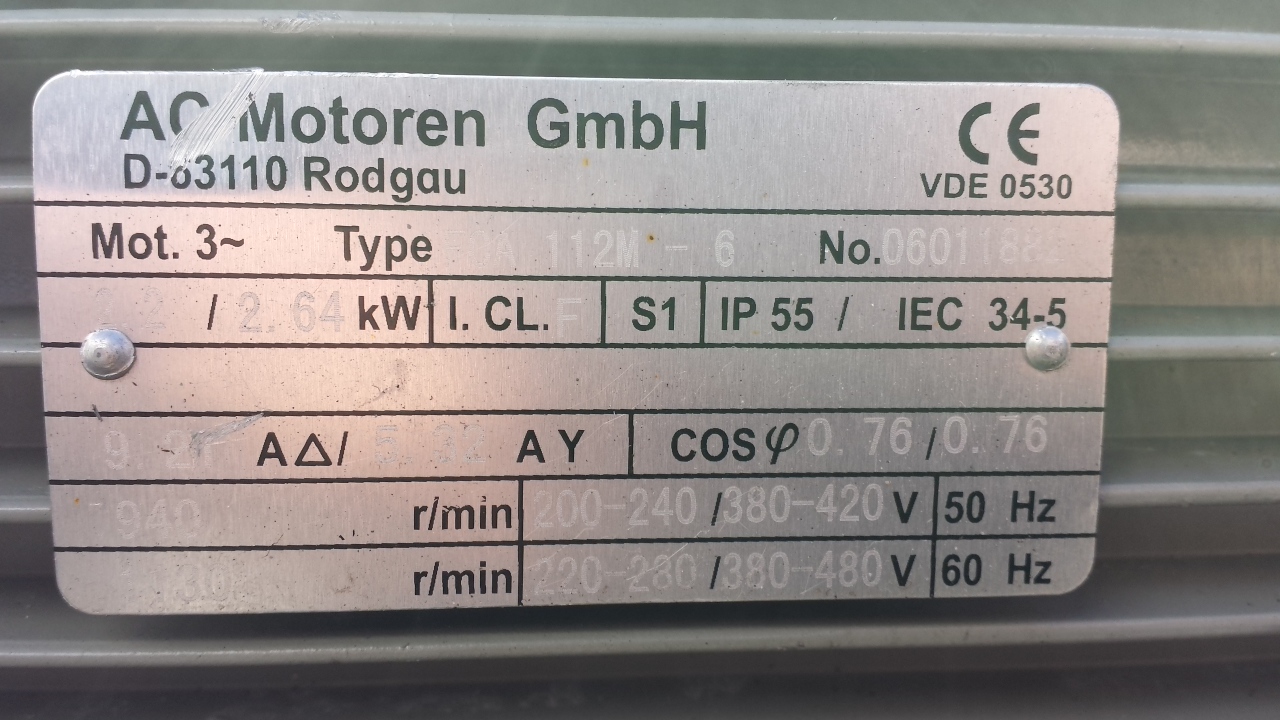 AC Motoren GmbH
D-63110 Rodgau
CE
VDE 0530
Mot. 3~ Type 112M - 6 No.
/ 2.64 kW I. CL. F S1 IP 55 / IEC 34-5
A△/ 5.32 A Y COSφ 0.76 /0.76
940 r/min 200-240 /380-420 V 50 Hz
r/min 220-280 /380-480 V 60 Hz